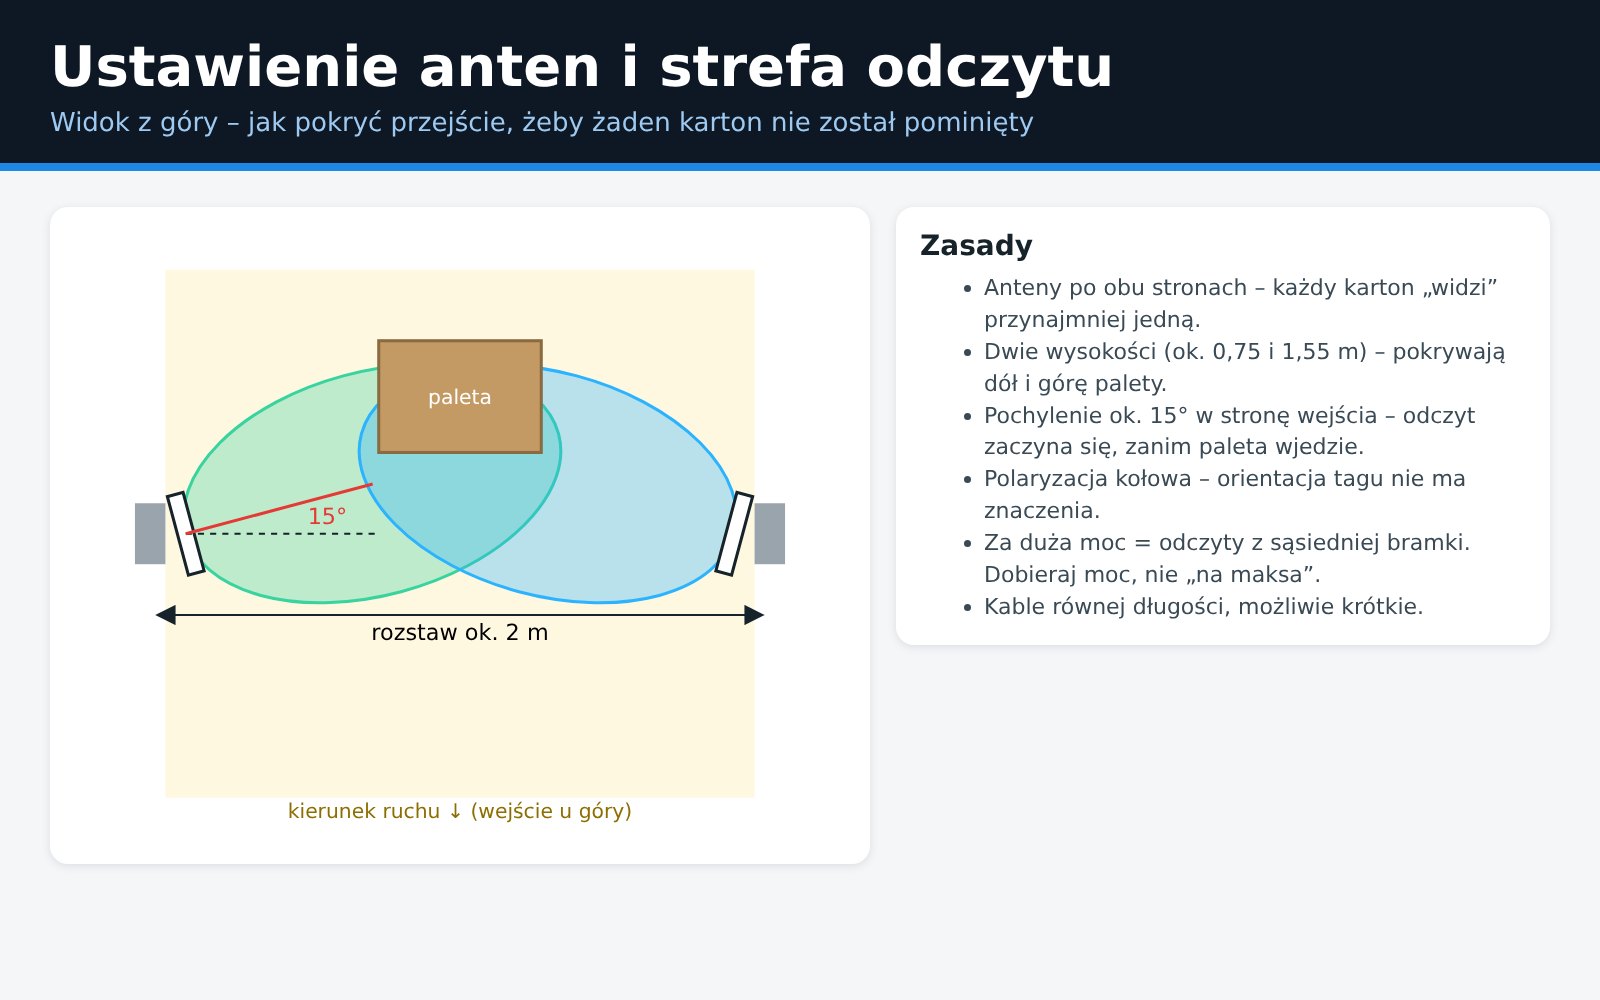 Ustawienie anten i strefa odczytu
Widok z góry – jak pokryć przejście, żeby żaden karton nie został pominięty
paleta
15°
rozstaw ok. 2 m
kierunek ruchu ↓ (wejście u góry)
Zasady
• Anteny po obu stronach – każdy karton „widzi”
przynajmniej jedną.
• Dwie wysokości (ok. 0,75 i 1,55 m) – pokrywają
dół i górę palety.
• Pochylenie ok. 15° w stronę wejścia – odczyt
zaczyna się, zanim paleta wjedzie.
• Polaryzacja kołowa – orientacja tagu nie ma
znaczenia.
• Za duża moc = odczyty z sąsiedniej bramki.
Dobieraj moc, nie „na maksa”.
• Kable równej długości, możliwie krótkie.